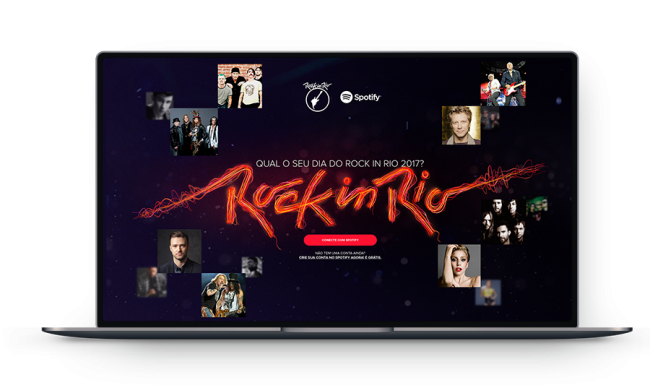 Rock in Rio
Spotify
QUAL O SEU DIA DO ROCK IN RIO 2017?
Rock in Rio
CONECTE COM SPOTIFY
NÃO TEM UMA CONTA AINDA?
CRIE SUA CONTA NO SPOTIFY AGORA! É GRÁTIS.